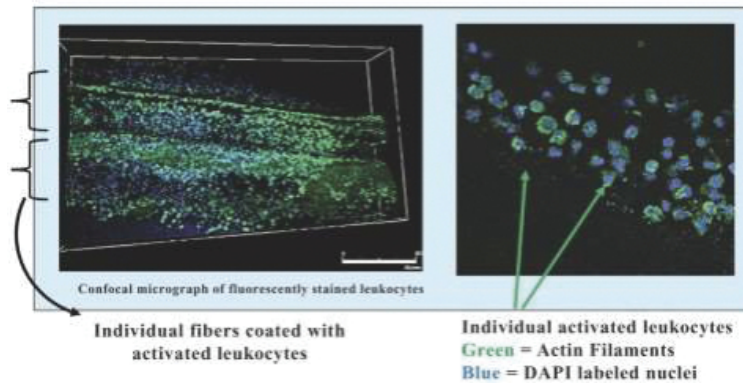 Confocal micrograph of fluorescently stained leukocytes
Individual fibers coated with
activated leukocytes
Individual activated leukocytes
Green = Actin Filaments
Blue = DAPI labeled nuclei